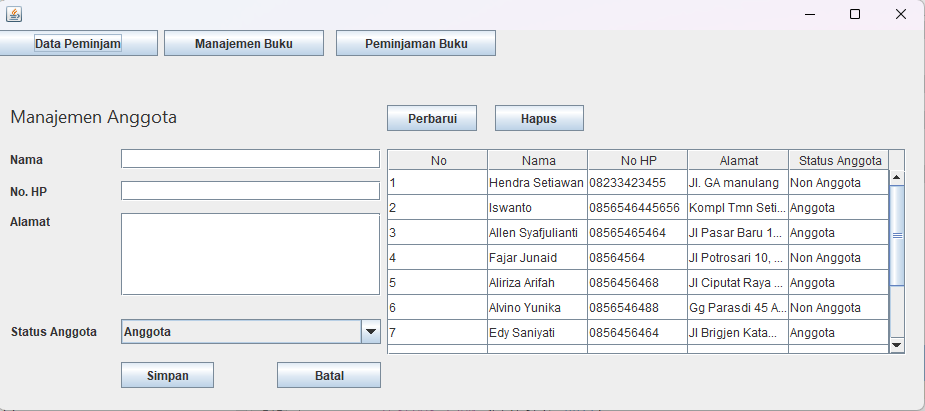 Data Peminjam Manajemen Buku Peminjaman Buku
Manajemen Anggota
Perbarui Hapus
Nama
No. HP
Alamat
Status Anggota Anggota
Simpan Batal
No Nama No HP Alamat Status Anggota
1 Hendra Setiawan 08233423455 Jl. GA manulang Non Anggota
2 Iswanto 0856546445656 Kompl Tmn Seti... Anggota
3 Allen Syafjulianti 08565465464 Jl Pasar Baru 1... Anggota
4 Fajar Junaid 08564564 Jl Potrosari 10, ... Non Anggota
5 Aliriza Arifah 0856456468 Jl Ciputat Raya ... Anggota
6 Alvino Yunika 0856546488 Gg Parasdi 45 A... Non Anggota
7 Edy Saniyati 0856456464 Jl Brigjen Kata... Anggota